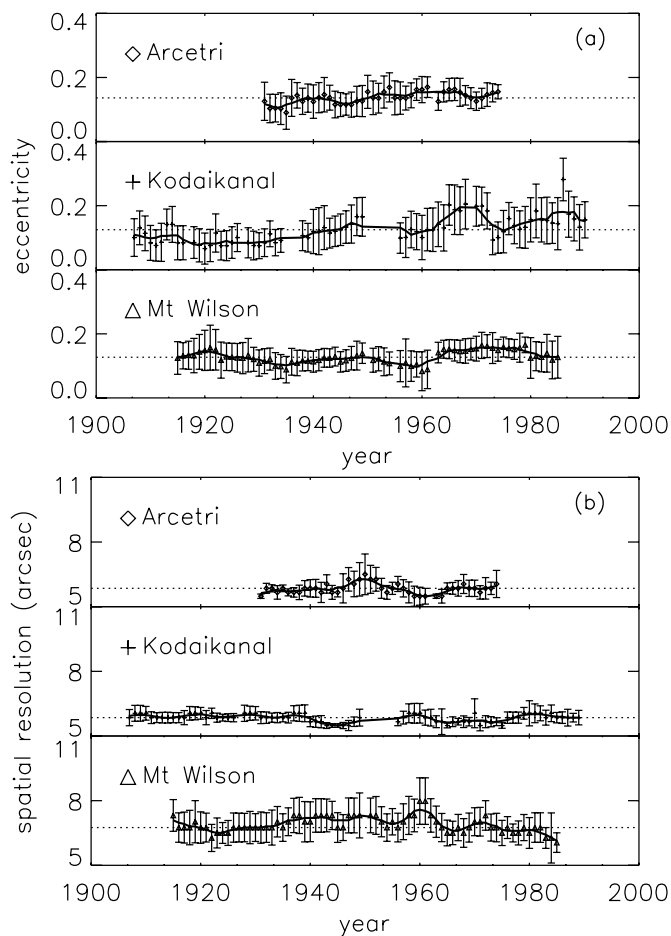 0.4
(a)
◇ Arcetri
0.2
0.0
0.4
+ Kodaikanal
0.2
0.0
0.4
△ Mt Wilson
0.2
0.0
eccentricity
1900 1920 1940 1960 1980 2000
year
11
(b)
◇ Arcetri
8
5
11
+ Kodaikanal
8
5
11
△ Mt Wilson
8
5
spatial resolution (arcsec)
1900 1920 1940 1960 1980 2000
year